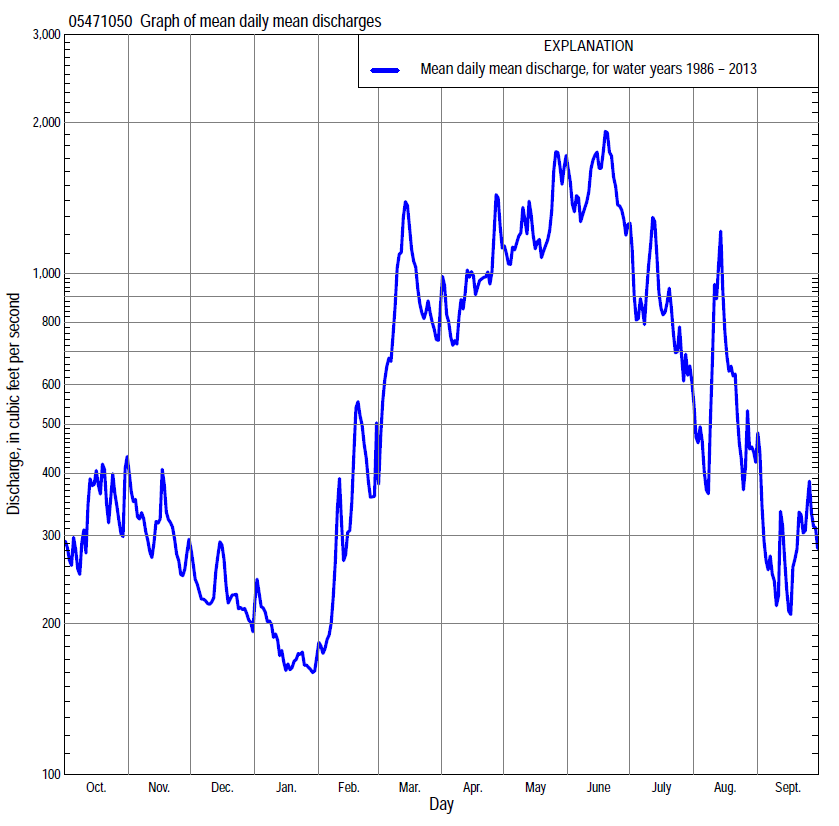 05471050 Graph of mean daily mean discharges
EXPLANATION
Mean daily mean discharge, for water years 1986 – 2013
Discharge, in cubic feet per second
3,000
2,000
1,000
800
600
500
400
300
200
100
Oct. Nov. Dec. Jan. Feb. Mar. Apr. May June July Aug. Sept.
Day